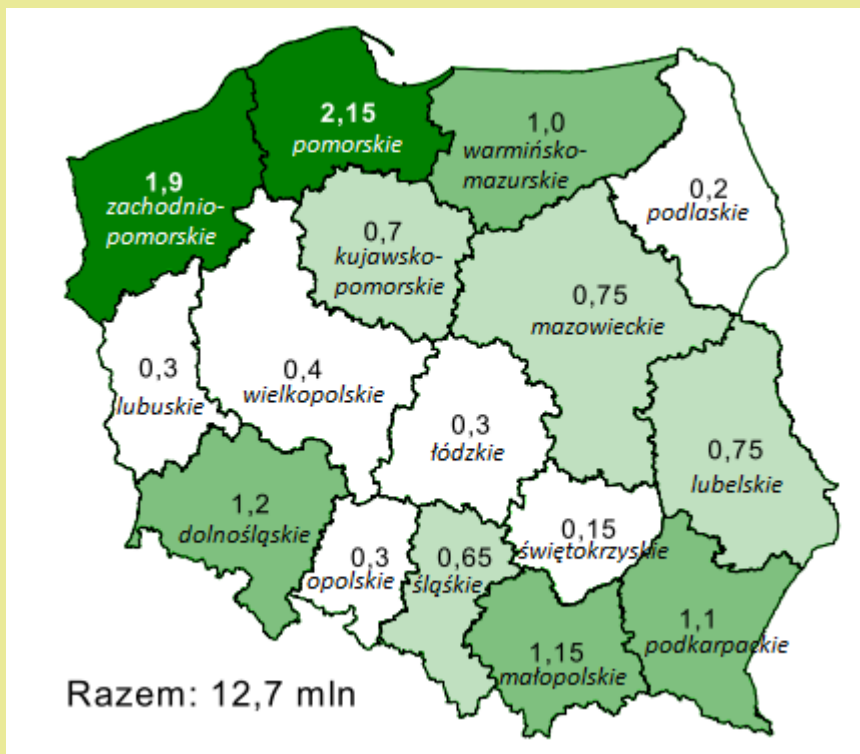 2,15
pomorskie
1,0
warmińsko-
mazurskie
1,9
zachodnio-
pomorskie
0,2
podlaskie
0,7
kujawsko-
pomorskie
0,75
mazowieckie
0,3
lubuskie
0,4
wielkopolskie
0,3
łódzkie
0,75
lubelskie
1,2
dolnośląskie
0,3
opolskie
0,65
śląśkie
0,15
świętokrzyskie
1,1
podkarpackie
1,15
małopolskie
Razem: 12,7 mln